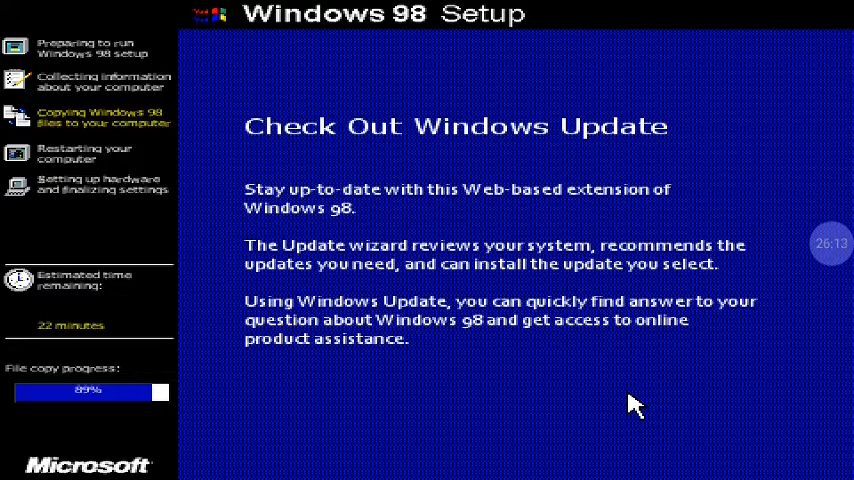 Windows 98 Setup
Preparing to run
Windows 98 setup
Collecting information
about your computer
Copying Windows 98
files to your computer
Restarting your
computer
Setting up hardware
and finalizing settings
Estimated time
remaining:
22 minutes
File copy progress:
89%
Microsoft
Check Out Windows Update
Stay up-to-date with this Web-based extension of
Windows 98.
The Update wizard reviews your system, recommends the
updates you need, and can install the update you select.
Using Windows Update, you can quickly find answer to your
question about Windows 98 and get access to online
product assistance.
26:13